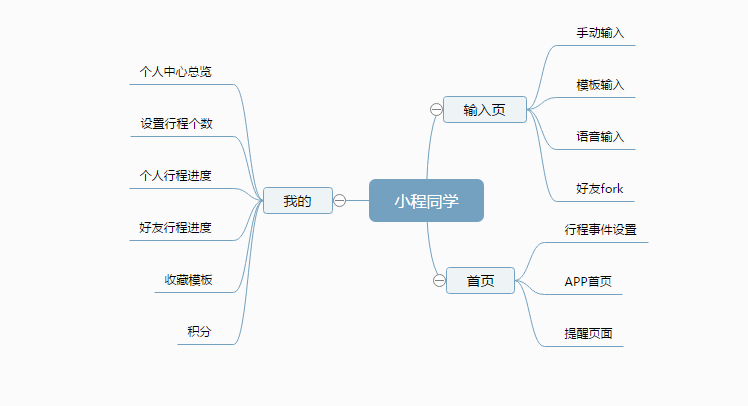 小程同学
输入页
手动输入
模板输入
语音输入
好友fork
首页
行程事件设置
APP首页
提醒页面
我的
个人中心总览
设置行程个数
个人行程进度
好友行程进度
收藏模板
积分